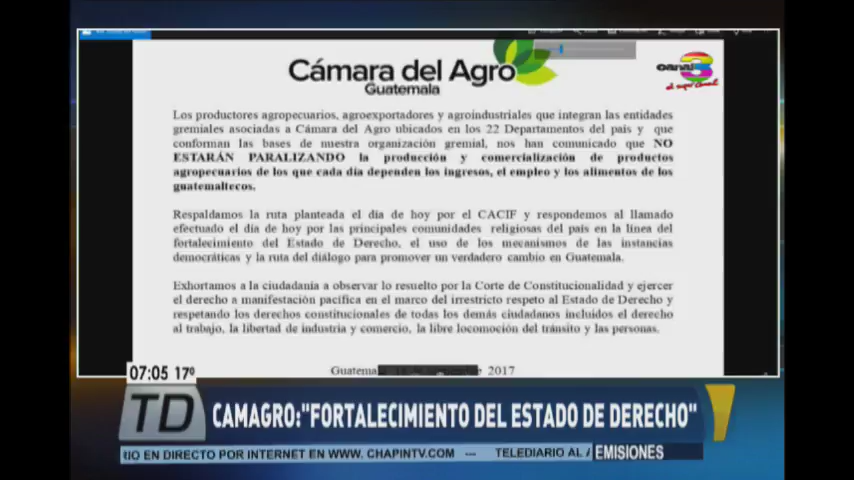 Cámara del Agro
Guatemala
canal 3
el super canal
Los productores agropecuarios, agroexportadores y agroindustriales que integran las entidades
gremiales asociadas a Cámara del Agro ubicados en los 22 Departamentos del país y que
conforman las bases de nuestra organización gremial, nos han comunicado que NO
ESTARÁN PARALIZANDO la producción y comercialización de productos
agropecuarios de los que cada día dependen los ingresos, el empleo y los alimentos de los
guatemaltecos.
Respaldamos la ruta planteada el día de hoy por el CACIF y respondemos al llamado
efectuado el día de hoy por las principales comunidades religiosas del país en la línea del
fortalecimiento del Estado de Derecho, el uso de los mecanismos de las instancias
democráticas y la ruta del diálogo para promover un verdadero cambio en Guatemala.
Exhortamos a la ciudadanía a observar lo resuelto por la Corte de Constitucionalidad y ejercer
el derecho a manifestación pacífica en el marco del irrestricto respeto al Estado de Derecho y
respetando los derechos constitucionales de todas los demás ciudadanos incluidos el derecho
al trabajo, la libertad de industria y comercio, la libre locomoción del tránsito y las personas.
2017
07:05 17º
TD CAMAGRO:"FORTALECIMIENTO DEL ESTADO DE DERECHO"
IO EN DIRECTO POR INTERNET EN WWW. CHAPINTV.COM --- TELEDIARIO AL EMISIONES